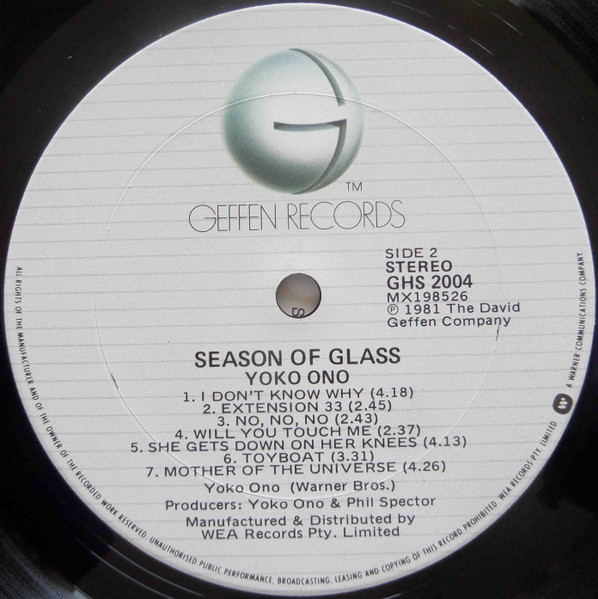 G
TM
GEFFEN RECORDS
SIDE 2
STEREO
GHS 2004
MX198526
℗ 1981 The David
Geffen Company
SEASON OF GLASS
YOKO ONO
1. I DON'T KNOW WHY (4.18)
2. EXTENSION 33 (2.45)
3. NO, NO, NO (2.43)
4. WILL YOU TOUCH ME (2.37)
5. SHE GETS DOWN ON HER KNEES (4.13)
6. TOYBOAT (3.31)
7. MOTHER OF THE UNIVERSE (4.26)
Yoko Ono (Warner Bros.)
Producers: Yoko Ono & Phil Spector
Manufactured & Distributed by
WEA Records Pty. Limited
ALL RIGHTS OF THE MANUFACTURER AND OF THE OWNER OF THE RECORDED WORK RESERVED. UNAUTHORISED PUBLIC PERFORMANCE, BROADCASTING, LEASING AND COPYING OF THIS RECORD PROHIBITED. WEA RECORDS PTY. LIMITED
A WARNER COMMUNICATIONS COMPANY.